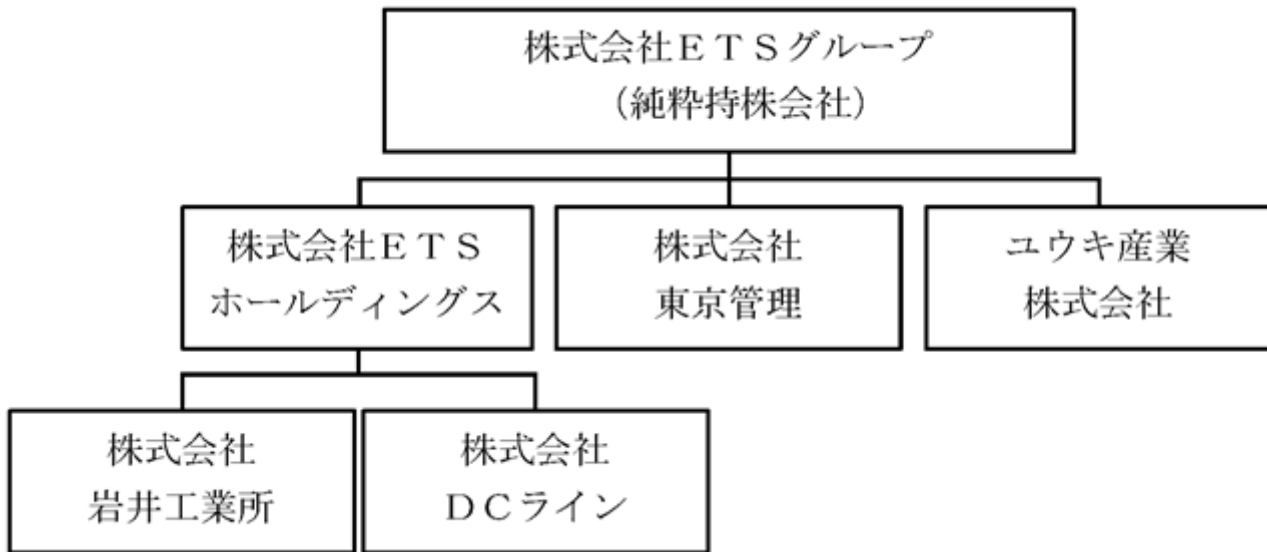 株式会社ＥＴＳグループ
（純粋持株会社）
株式会社ＥＴＳ
ホールディングス
株式会社
東京管理
ユウキ産業
株式会社
株式会社
岩井工業所
株式会社
ＤＣライン